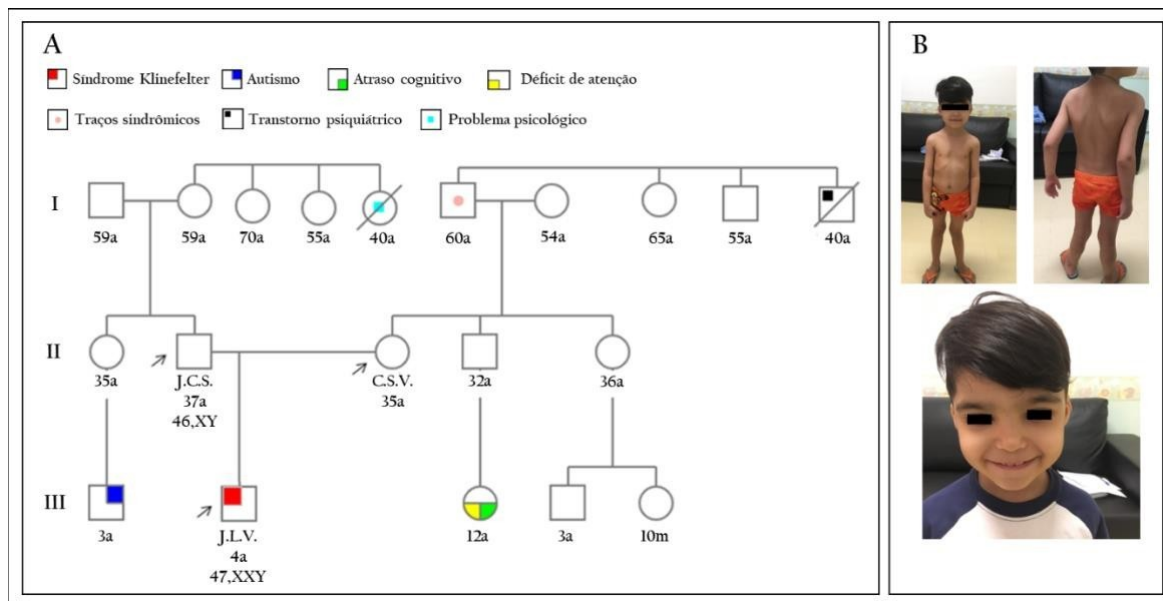 A
Síndrome Klinefelter Autismo Atraso cognitivo Déficit de atenção
Traços sindrômicos Transtorno psiquiátrico Problema psicológico
I
59a 59a 70a 55a 40a 60a 54a 65a 55a 40a
II
35a J.C.S. C.S.V. 32a 36a
37a 35a
46,XY
III
3a J.L.V. 12a 3a 10m
4a
47,XXY
B